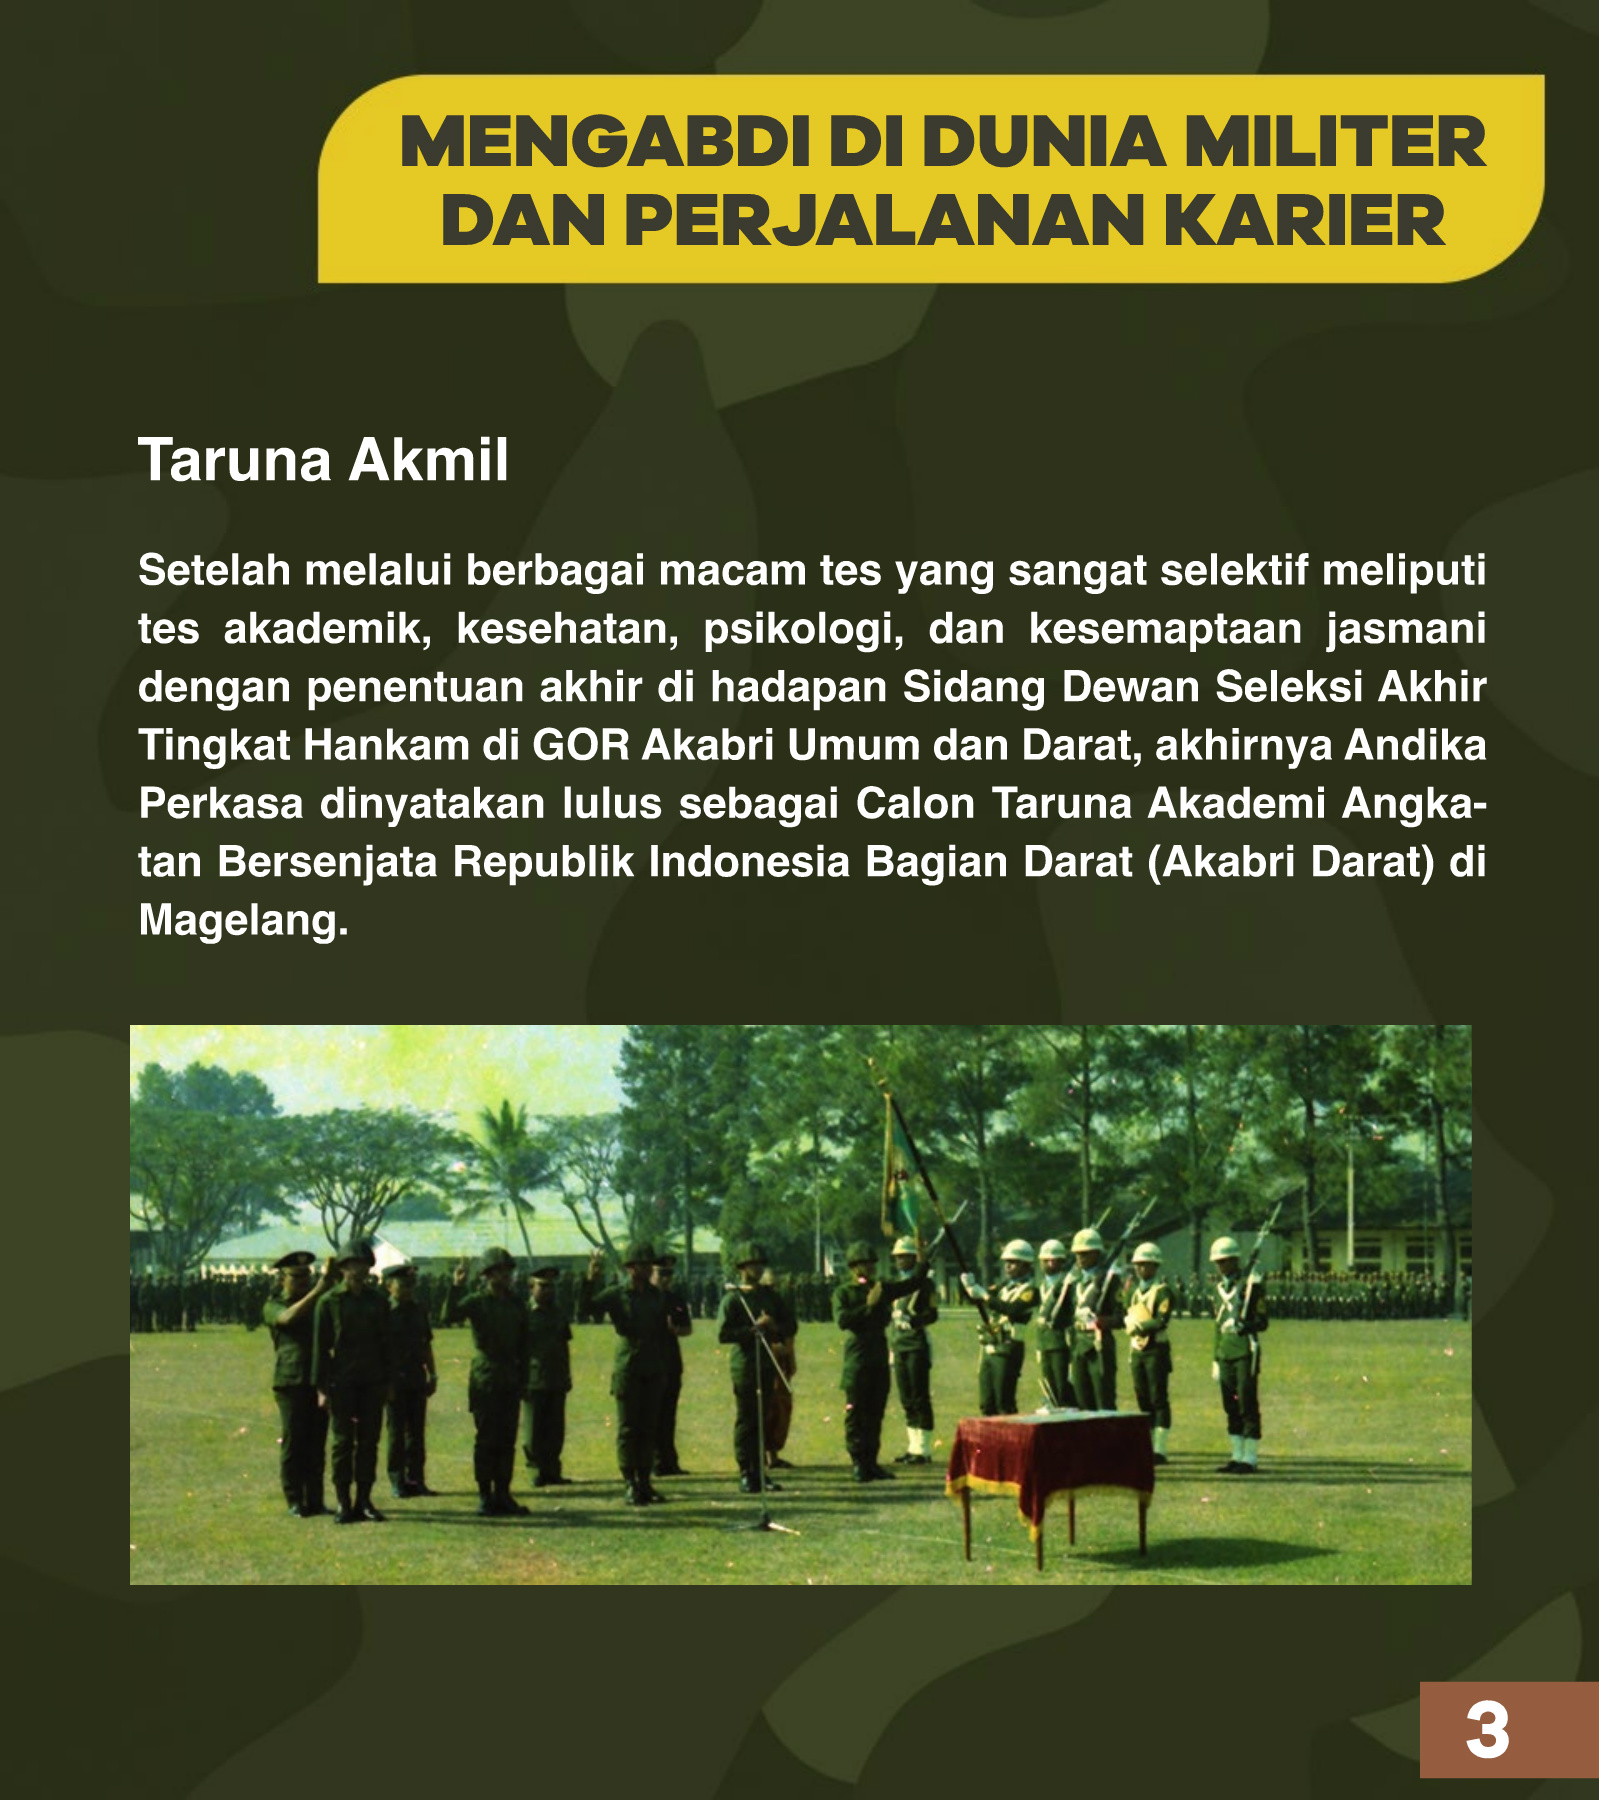 MENGABDI DI DUNIA MILITER
DAN PERJALANAN KARIER
Taruna Akmil
Setelah melalui berbagai macam tes yang sangat selektif meliputi
tes akademik, kesehatan, psikologi, dan kesemaptaan jasmani
dengan penentuan akhir di hadapan Sidang Dewan Seleksi Akhir
Tingkat Hankam di GOR Akabri Umum dan Darat, akhirnya Andika
Perkasa dinyatakan lulus sebagai Calon Taruna Akademi Angka-
tan Bersenjata Republik Indonesia Bagian Darat (Akabri Darat) di
Magelang.
3